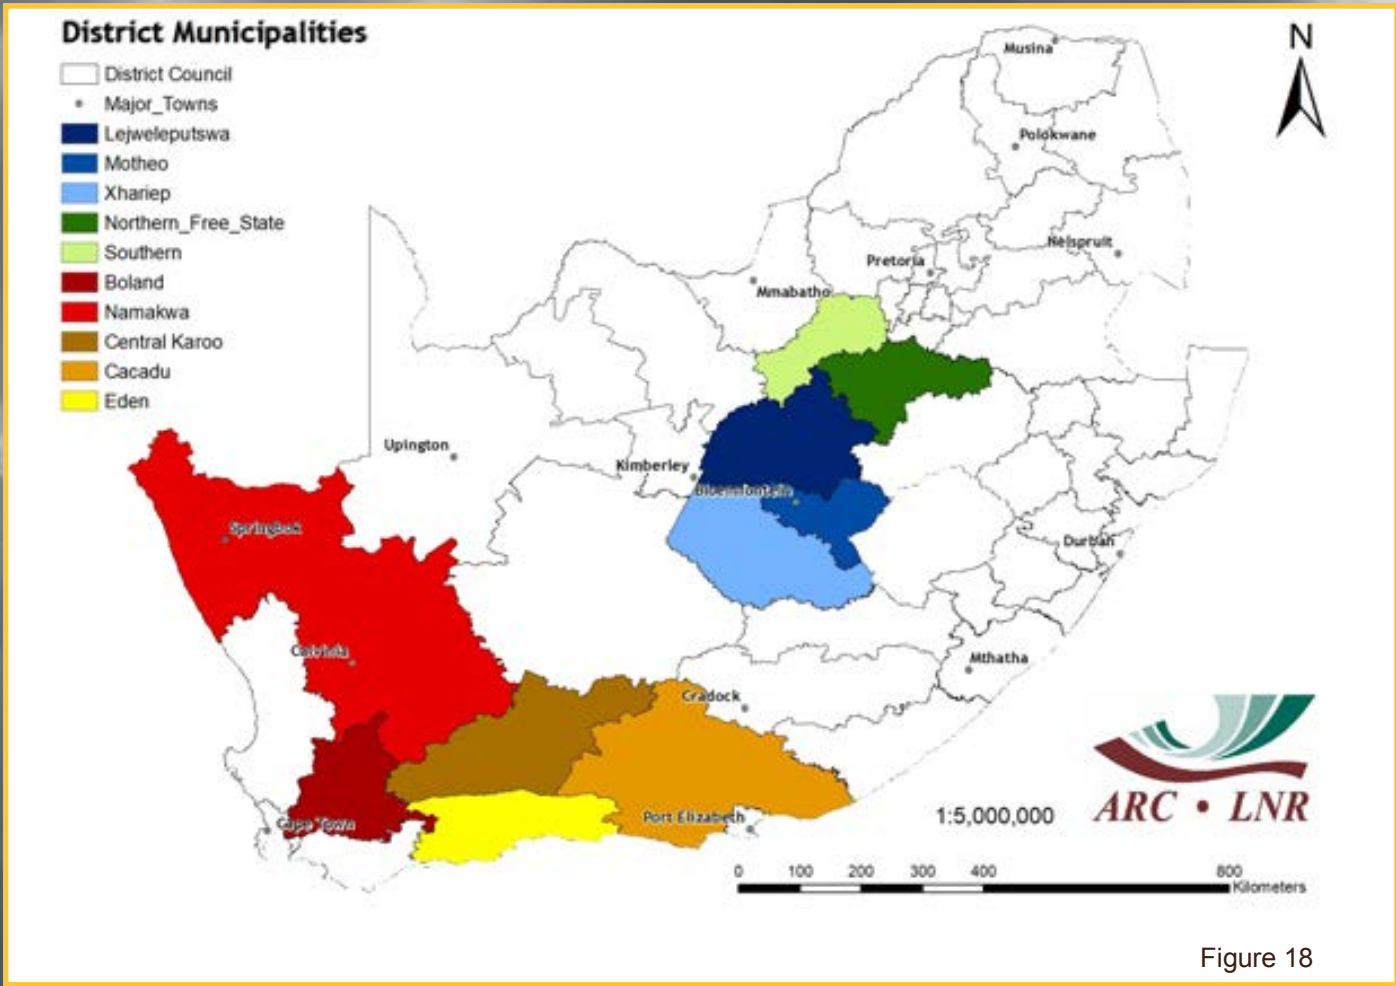 District Municipalities
District Council
Major_Towns
Lejweleputswa
Motheo
Xhariep
Northern_Free_State
Southern
Boland
Namakwa
Central Karoo
Cacadu
Eden
N
Musina
Polokwane
Nelspruit
Pretoria
Mmabatho
Upington
Kimberley
Bloemfontein
Springbok
Durban
Calvinia
Mthatha
Cradock
Port Elizabeth
Cape Town
1:5,000,000
ARC • LNR
0 100 200 300 400 800
Kilometers
Figure 18